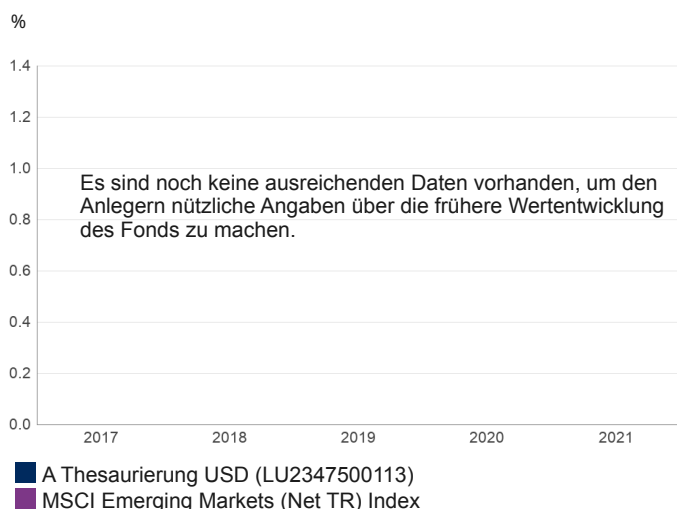 %
1.4
1.2
1.0
Es sind noch keine ausreichenden Daten vorhanden, um den
Anlegern nützliche Angaben über die frühere Wertentwicklung
0.8
des Fonds zu machen.
0.6
0.4
0.2
0.0
2017 2018 2019 2020 2021
A Thesaurierung USD (LU2347500113)
MSCI Emerging Markets (Net TR) Index